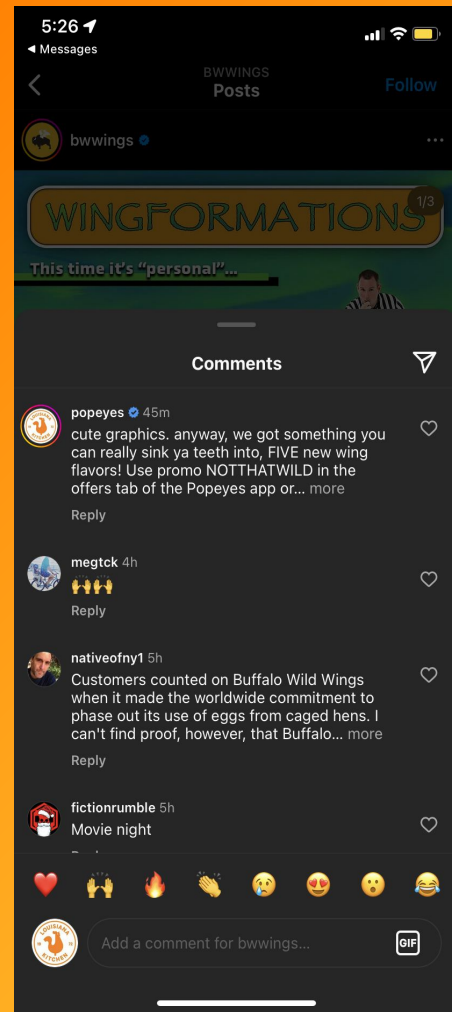 5:26
Messages
BWWINGS
Posts
Follow
bwwings
1/3
WINGFORMATIONS
This time it's "personal"...
Comments
popeyes 45m
cute graphics. anyway, we got something you
can really sink ya teeth into, FIVE new wing
flavors! Use promo NOTTHATWILD in the
offers tab of the Popeyes app or... more
Reply
megtck 4h
🙌🙌
Reply
nativeofny1 5h
Customers counted on Buffalo Wild Wings
when it made the worldwide commitment to
phase out its use of eggs from caged hens. I
can't find proof, however, that Buffalo... more
Reply
fictionrumble 5h
Movie night
LOUISIANA
KITCHEN
Add a comment for bwwings...
GIF